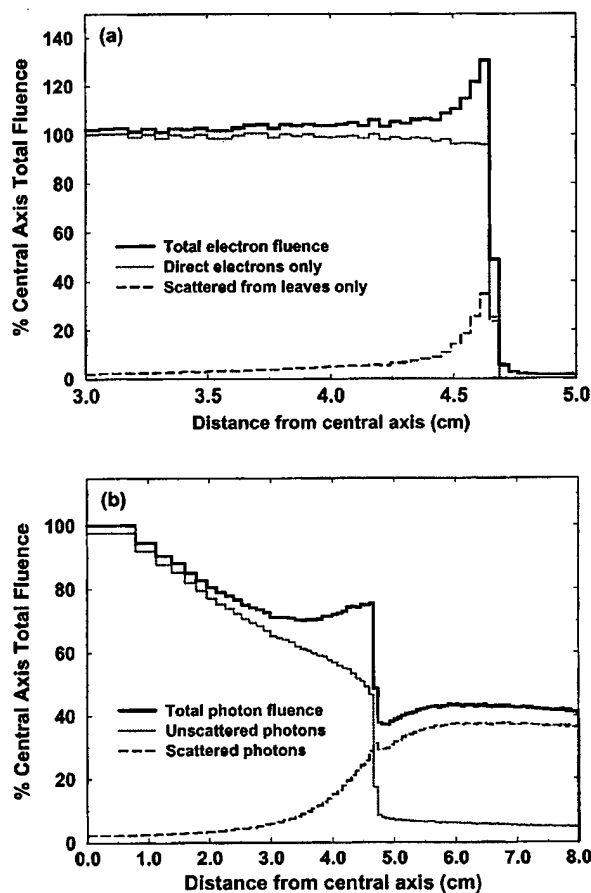 (a)
140
120
100
80
60
40
20
0
% Central Axis Total Fluence
Total electron fluence
Direct electrons only
Scattered from leaves only
3.0 3.5 4.0 4.5 5.0
Distance from central axis (cm)
(b)
100
80
60
40
20
0
% Central Axis Total Fluence
Total photon fluence
Unscattered photons
Scattered photons
0.0 1.0 2.0 3.0 4.0 5.0 6.0 7.0 8.0
Distance from central axis (cm)